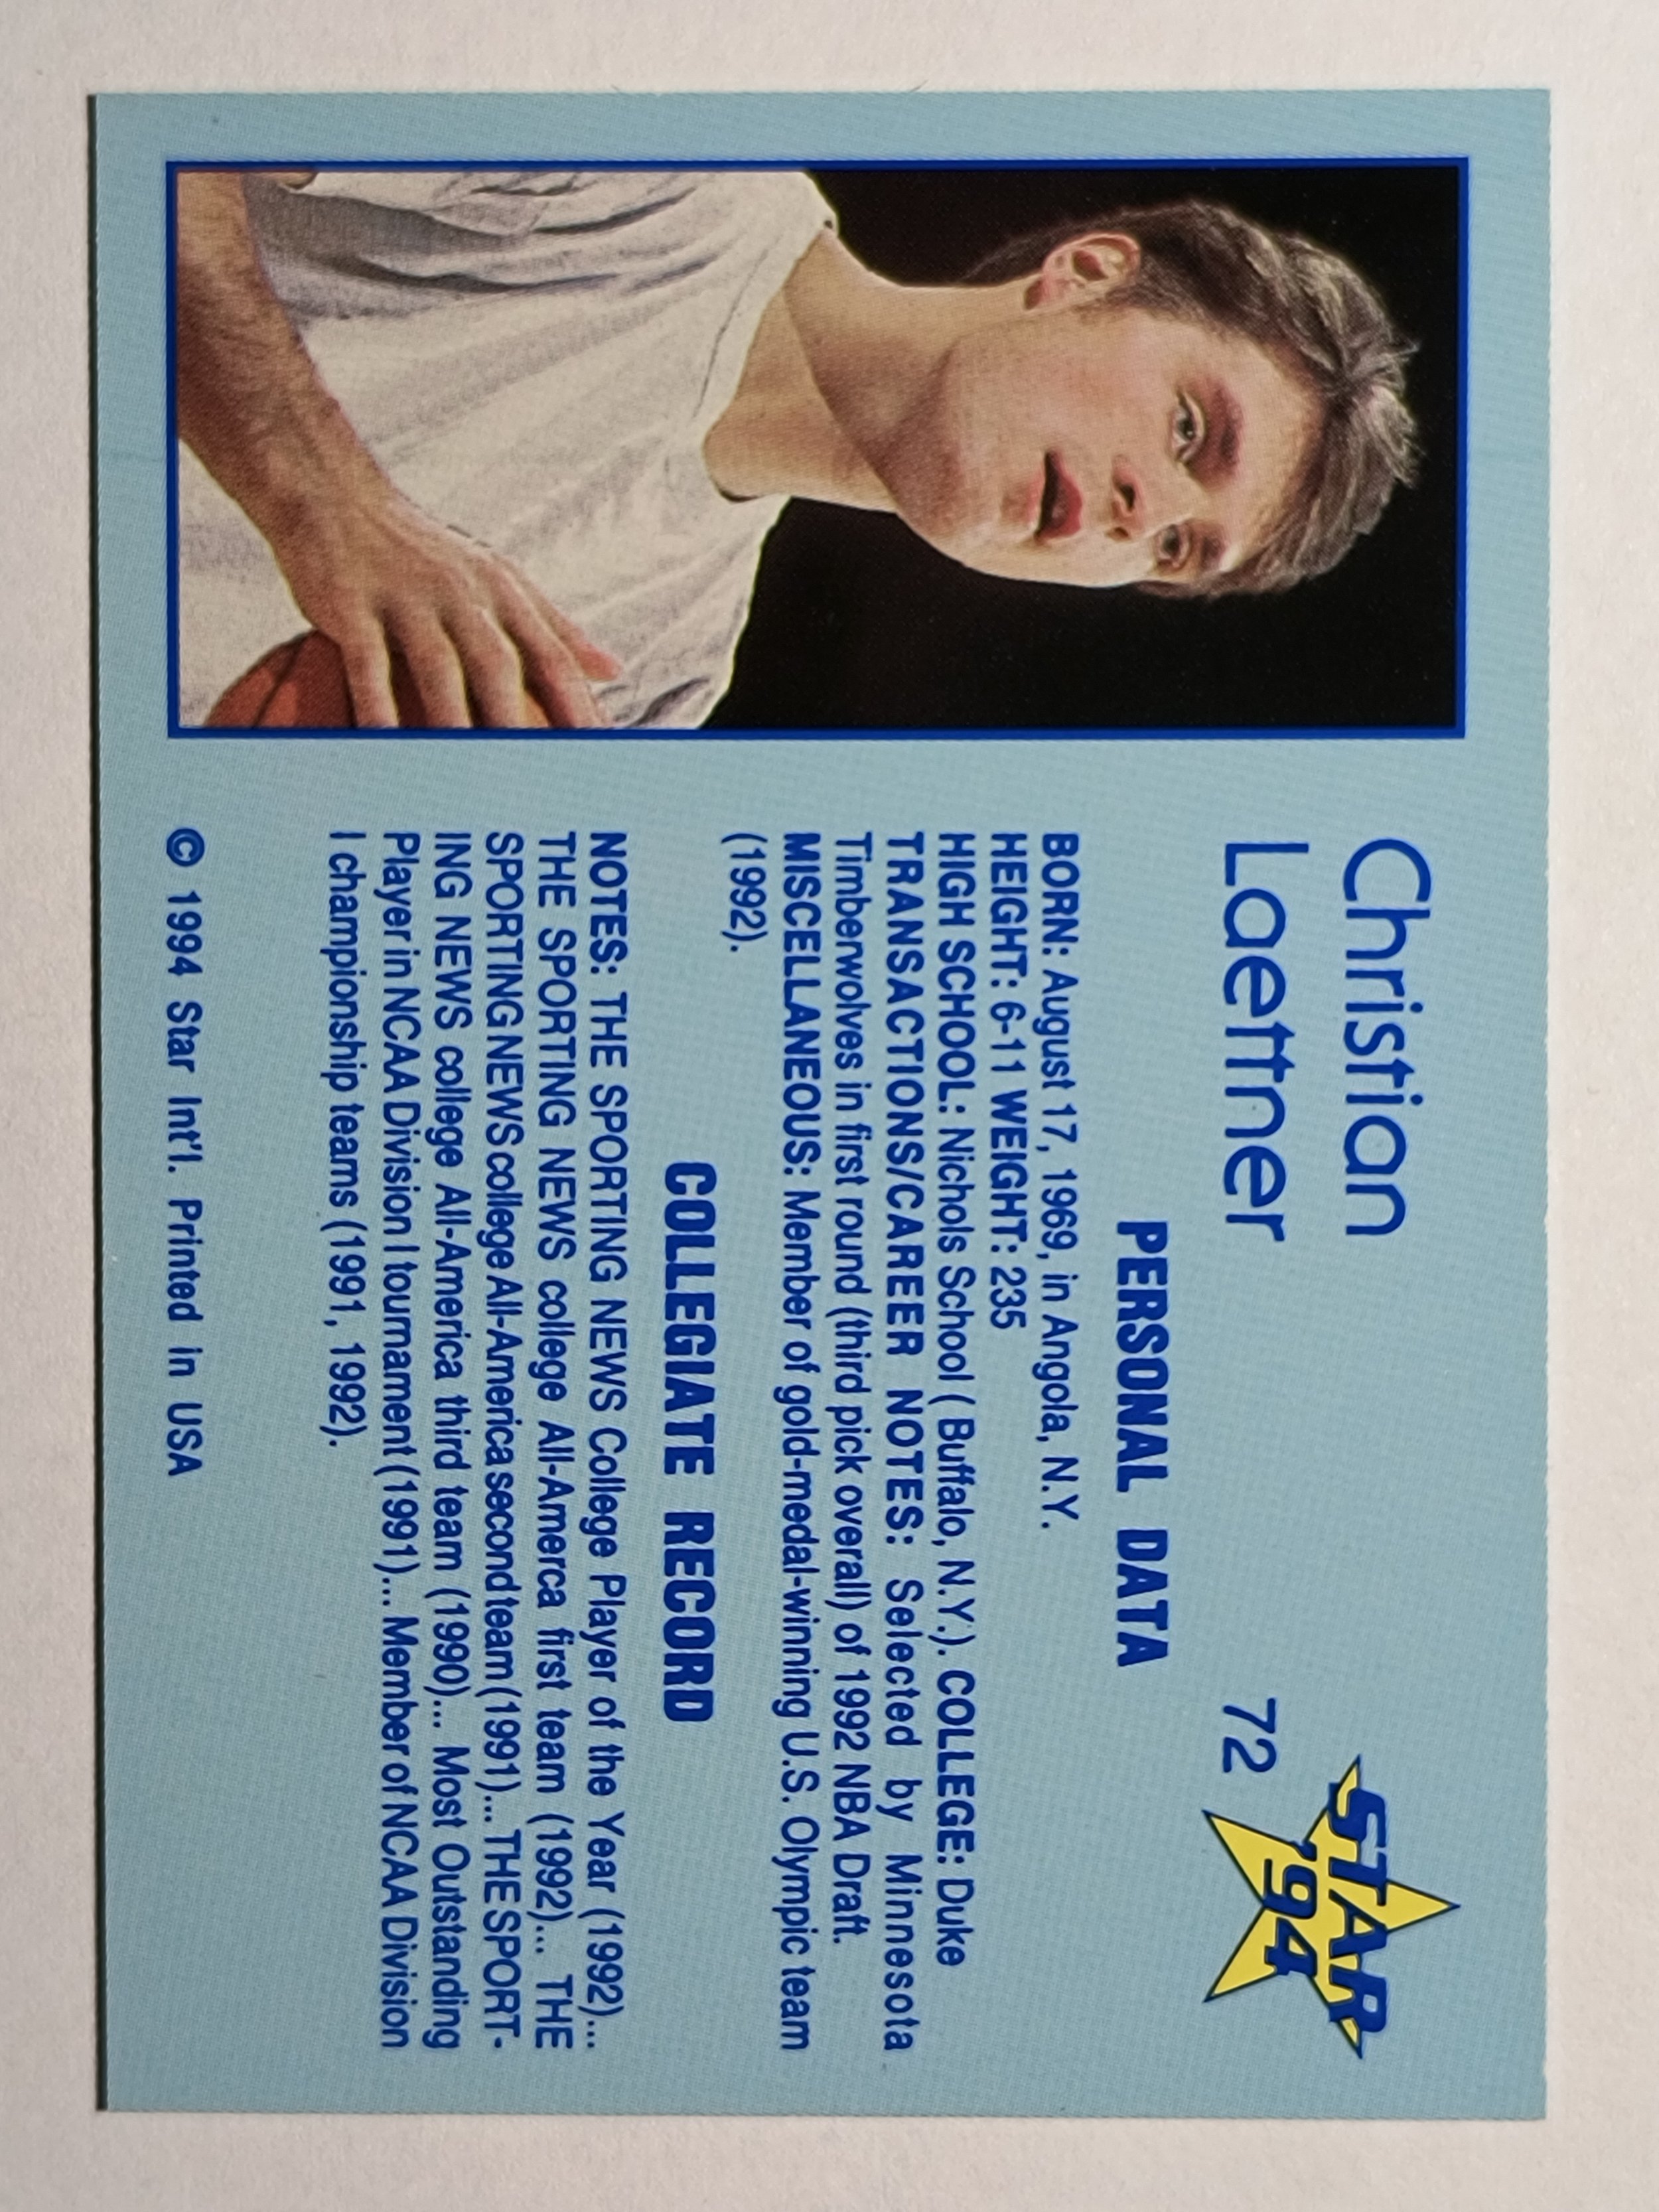 Christian
Laettner
72
STAR
'94
PERSONAL DATA
BORN: August 17, 1969, in Angola, N.Y.
HEIGHT: 6-11 WEIGHT: 235
HIGH SCHOOL: Nichols School ( Buffalo, N.Y.). COLLEGE: Duke
TRANSACTIONS/CAREER NOTES: Selected by Minnesota
Timberwolves in first round (third pick overall) of 1992 NBA Draft.
MISCELLANEOUS: Member of gold-medal-winning U.S. Olympic team
(1992).
COLLEGIATE RECORD
NOTES: THE SPORTING NEWS College Player of the Year (1992)...
THE SPORTING NEWS college All-Amerca first team (1992)... THE
SPORTING NEWS college All-America second team (1991)... THE SPORT-
ING NEWS college All-America third team (1990)... Most Outstanding
Player in NCAA Division I tournament (1991)... Member of NCAA Division
I championship teams (1991, 1992).
© 1994 Star Int'l. Printed in USA